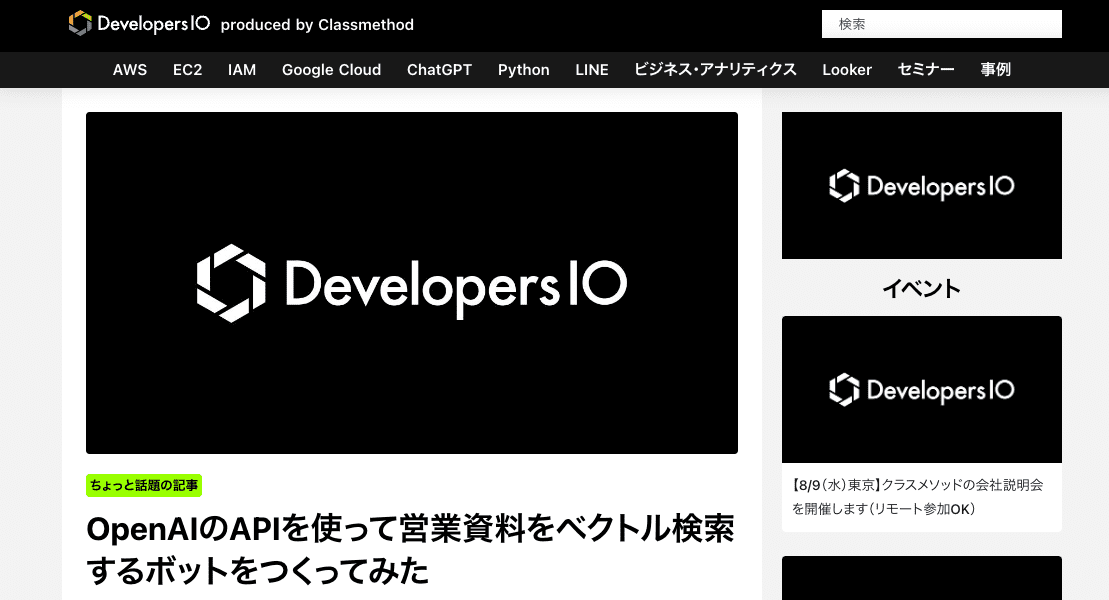 DevelopersIO produced by Classmethod
検索
AWS EC2 IAM Google Cloud ChatGPT Python LINE ビジネス・アナリティクス Looker セミナー 事例
DevelopersIO
ちょっと話題の記事
OpenAIのAPIを使って営業資料をベクトル検索
するボットをつくってみた
DevelopersIO
イベント
DevelopersIO
【8/9（水）東京】クラスメソッドの会社説明会
を開催します（リモート参加OK）